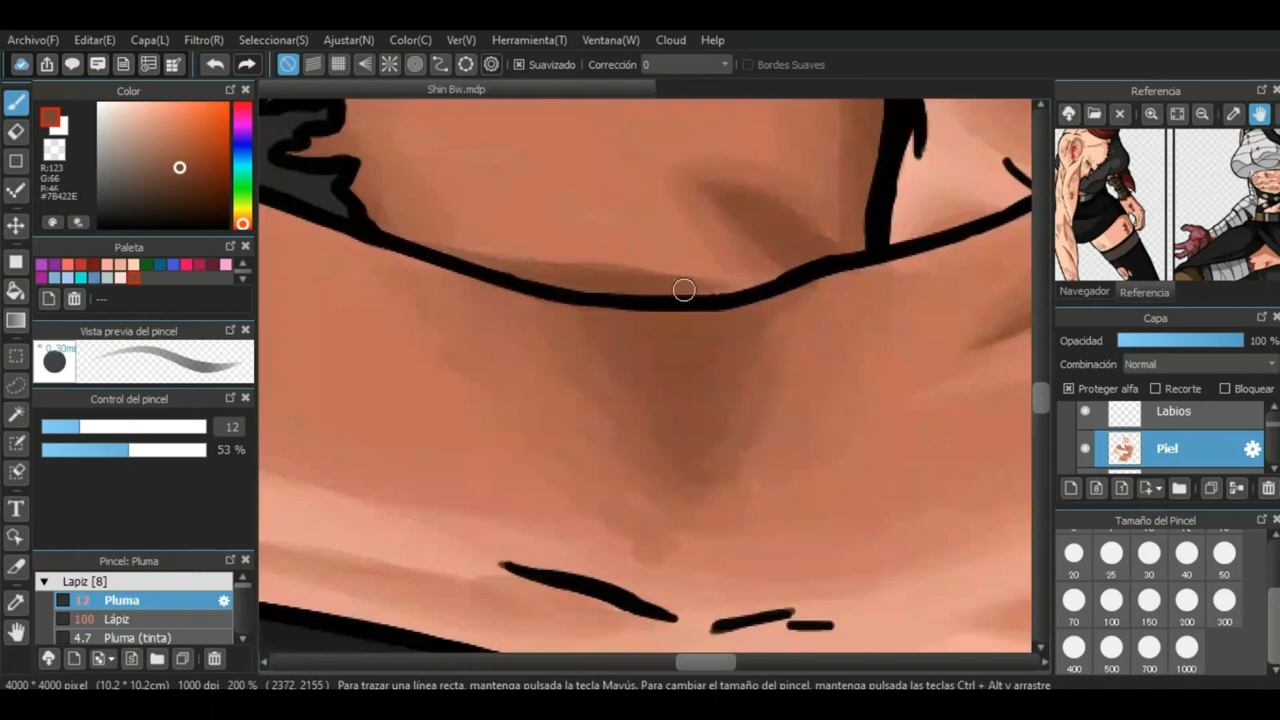 Archivo(F) Editar(E) Capa(L) Filtro(R) Seleccionar(S) Ajustar(N) Color(C) Ver(V) Herramienta(T) Ventana(W) Cloud Help
Suavizado Corrección 0 Bordes Suaves
Color
Shin Bw.mdp
Referencia
R:123
G:66
B:46
#7B422E
Paleta
---
Navegador Referencia
Capa
Vista previa del pincel
Opacidad 100 %
* 0.30m
Combinación Normal
Proteger alfa Recorte Bloquear
Control del pincel
Labios
12
53 %
Piel
Tamaño del Pincel
Pincel: Pluma
20 25 30 40 50
Lapiz [8]
12 Pluma
100 Lápiz
70 100 150 200 300
4.7 Pluma (tinta)
400 500 700 1000
4000 * 4000 pixel (10.2 * 10.2cm) 1000 dpi 200 % ( 2372, 2155 ) Para trazar una línea recta, mantenga pulsada la tecla Mayús. Para cambiar el tamaño del pincel, mantenga pulsadas las teclas Ctrl + Alt y arrastre